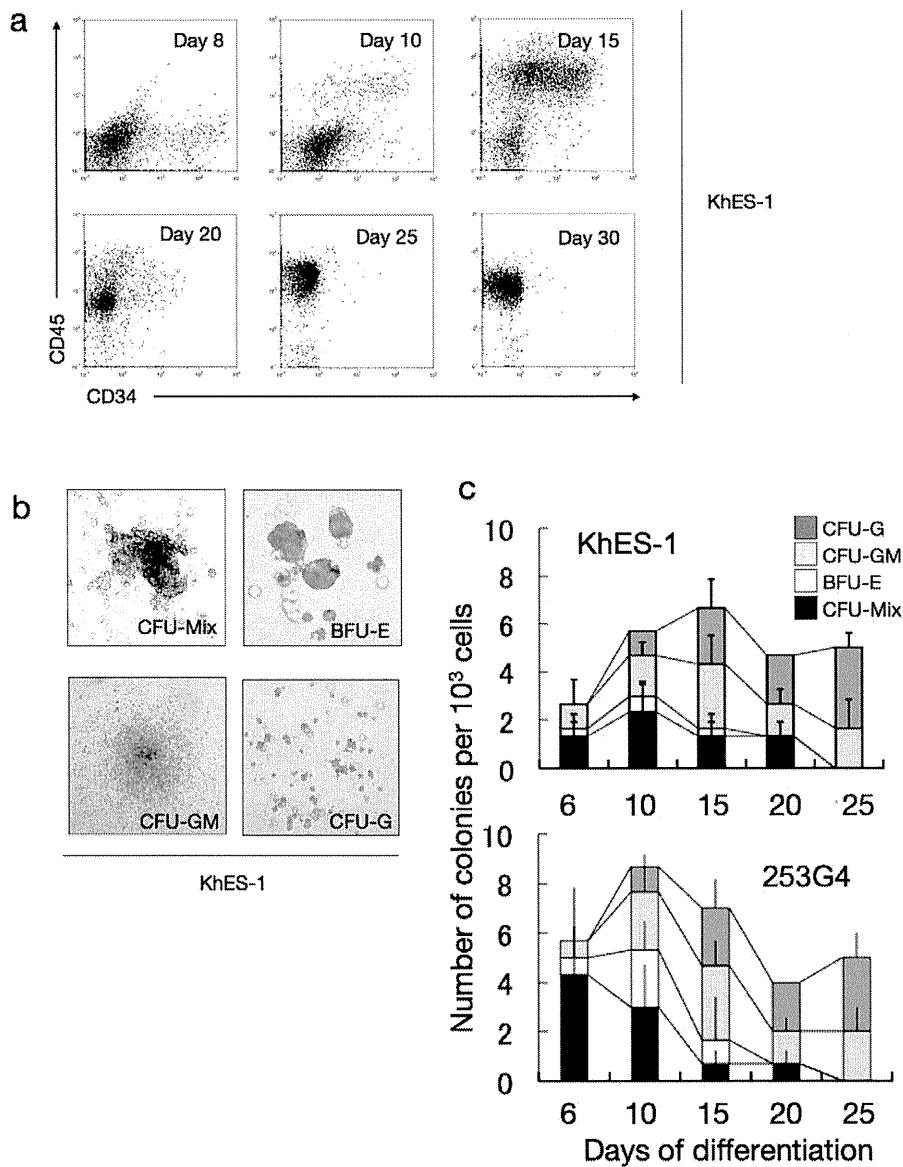 a
Day 8
Day 10
Day 15
KhES-1
Day 20
Day 25
Day 30
CD45
CD34
b
CFU-Mix
BFU-E
CFU-GM
CFU-G
KhES-1
c
Number of colonies per 10³ cells
10
8
6
4
2
0
KhES-1
CFU-G
CFU-GM
BFU-E
CFU-Mix
6 10 15 20 25
10
8
6
4
2
0
253G4
6 10 15 20 25
Days of differentiation